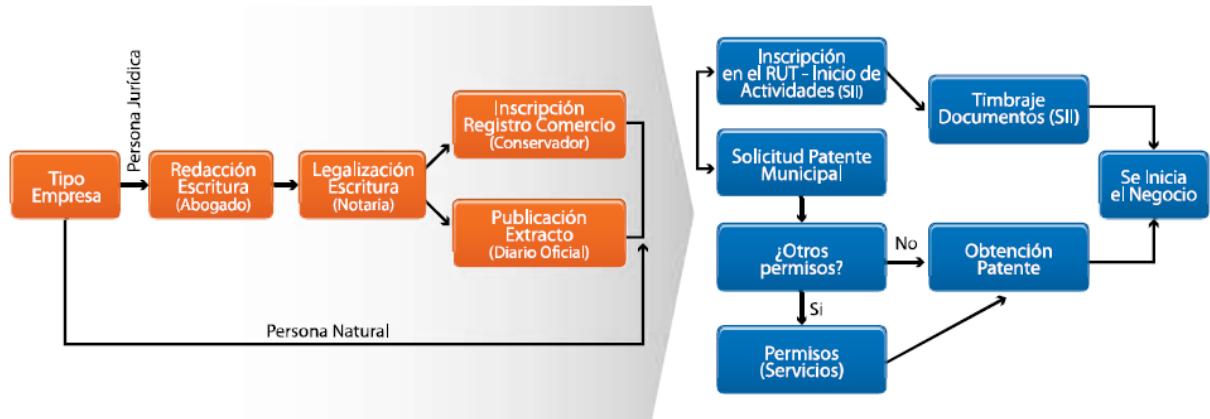 Tipo
Empresa
Persona Jurídica
Redacción
Escritura
(Abogado)
Legalización
Escritura
(Notaría)
Inscripción
Registro Comercio
(Conservador)
Publicación
Extracto
(Diario Oficial)
Persona Natural
Inscripción
en el RUT - Inicio de
Actividades (SII)
Timbraje
Documentos (SII)
Solicitud Patente
Municipal
Se Inicia
el Negocio
¿Otros
permisos?
No
Obtención
Patente
Si
Permisos
(Servicios)